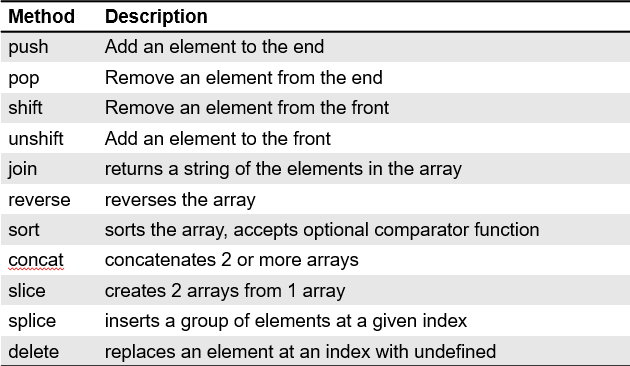 Method Description
push Add an element to the end
pop Remove an element from the end
shift Remove an element from the front
unshift Add an element to the front
join returns a string of the elements in the array
reverse reverses the array
sort sorts the array, accepts optional comparator function
concat concatenates 2 or more arrays
slice creates 2 arrays from 1 array
splice inserts a group of elements at a given index
delete replaces an element at an index with undefined